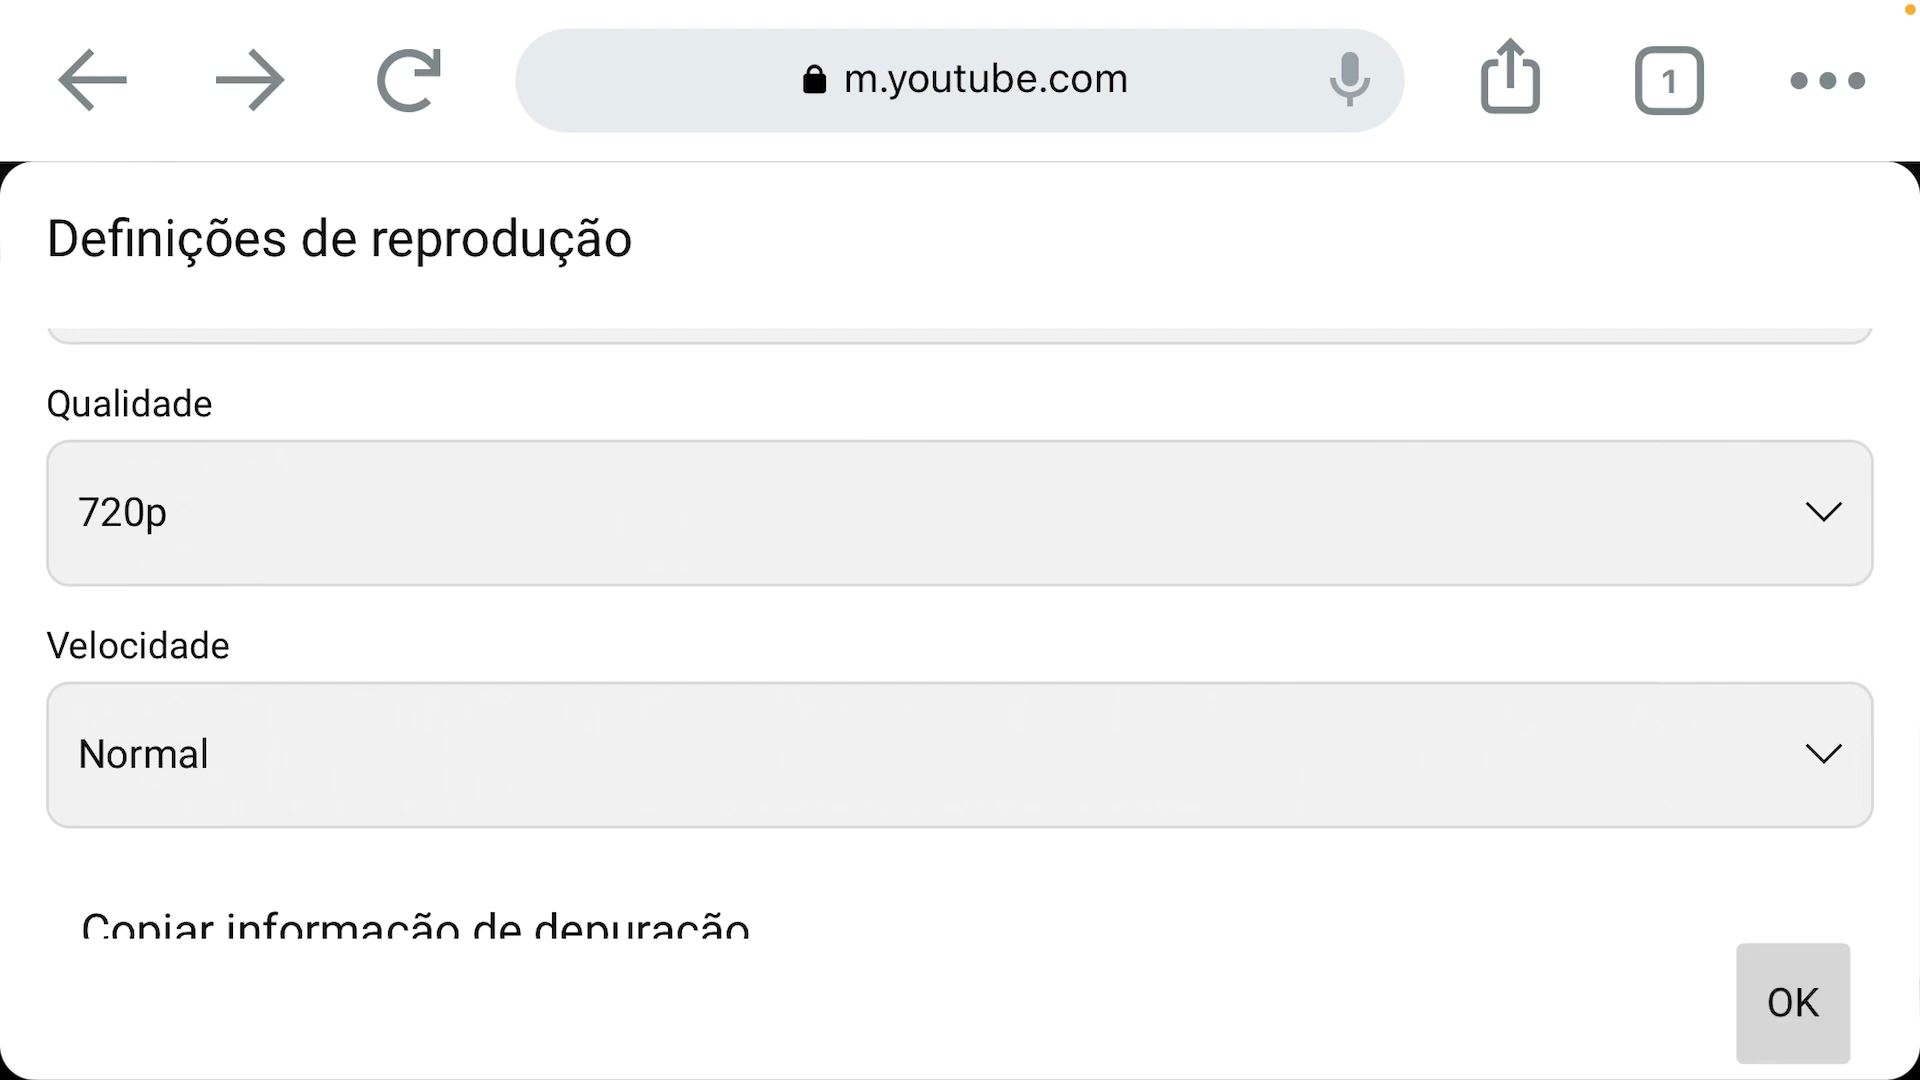 m.youtube.com
1
Definições de reprodução
Qualidade
720p
Velocidade
Normal
Copiar informação de depuração
OK